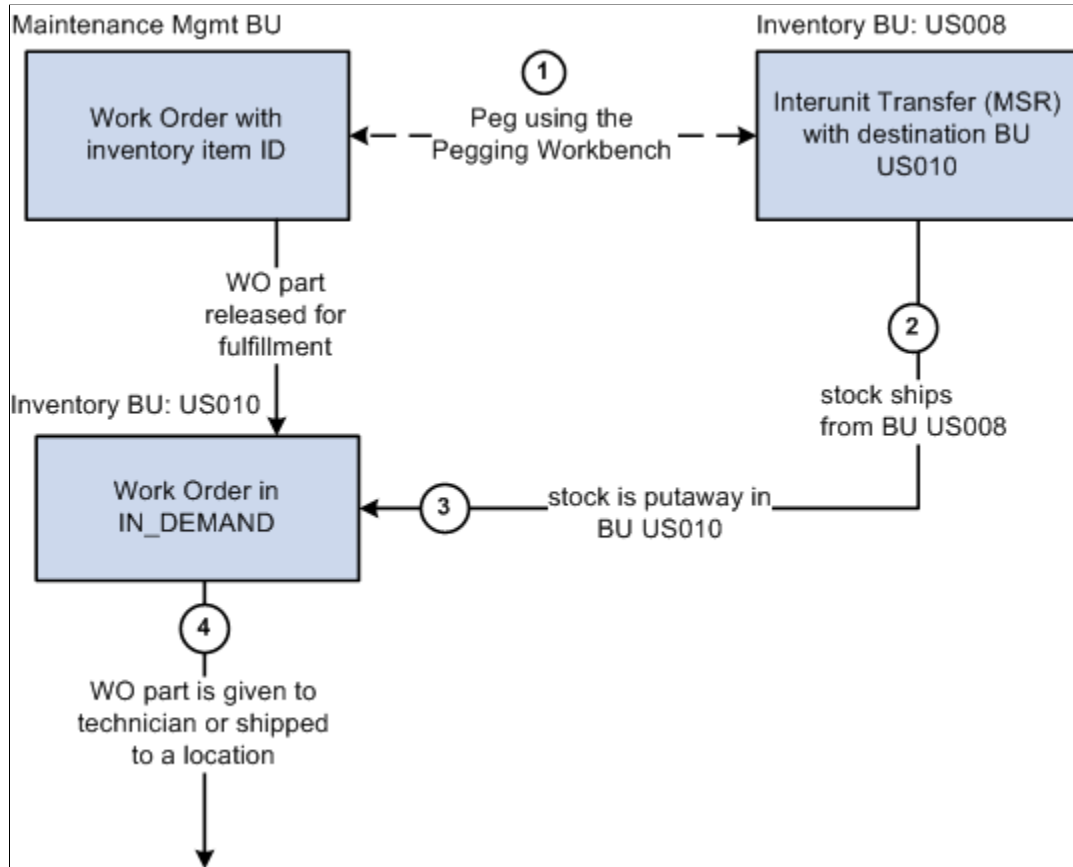 Maintenance Mgmt BU
Inventory BU: US008
Work Order with
inventory item ID
1
Peg using the
Pegging Workbench
Interunit Transfer (MSR)
with destination BU
US010
WO part
released for
fulfillment
2
stock ships
from BU US008
Inventory BU: US010
Work Order in
IN_DEMAND
3
stock is putaway in
BU US010
4
WO part is given to
technician or shipped
to a location